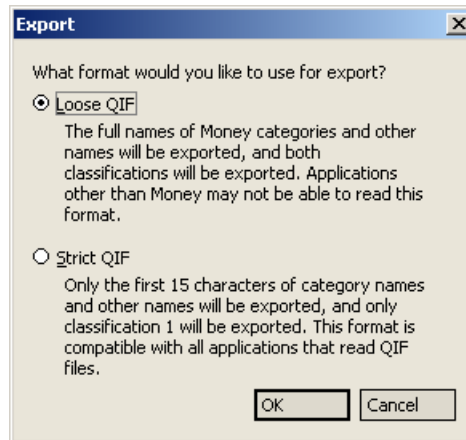 Export
What format would you like to use for export?
Loose QIF
The full names of Money categories and other
names will be exported, and both
classifications will be exported. Applications
other than Money may not be able to read this
format.
Strict QIF
Only the first 15 characters of category names
and other names will be exported, and only
classification 1 will be exported. This format is
compatible with all applications that read QIF
files.
OK Cancel